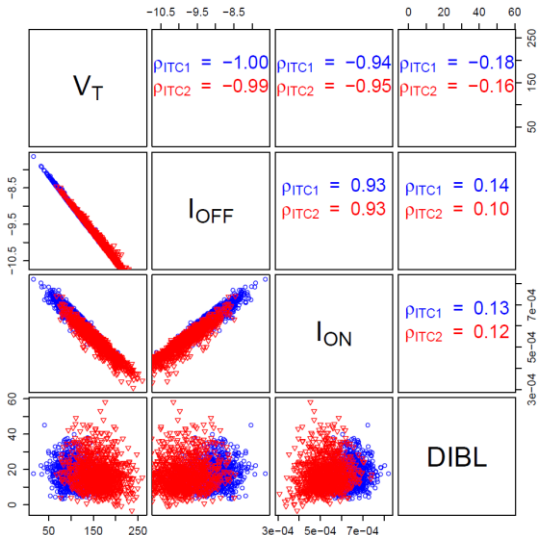 -10.5 -9.5 -8.5
0 20 40 60
V_T
ρ_ITC1 = −1.00
ρ_ITC2 = −0.99
ρ_ITC1 = −0.94
ρ_ITC2 = −0.95
ρ_ITC1 = −0.18
ρ_ITC2 = −0.16
50 150 250
-10.5 -9.5 -8.5
I_OFF
ρ_ITC1 = 0.93
ρ_ITC2 = 0.93
ρ_ITC1 = 0.14
ρ_ITC2 = 0.10
I_ON
ρ_ITC1 = 0.13
ρ_ITC2 = 0.12
3e-04 5e-04 7e-04
0 20 40 60
DIBL
50 150 250
3e-04 5e-04 7e-04